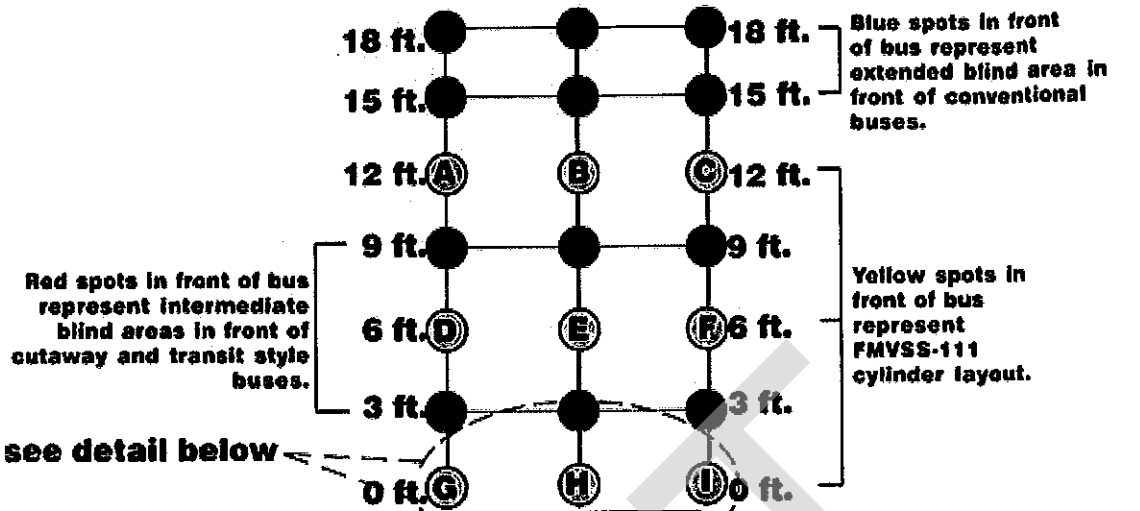 18 ft. 18 ft.
Blue spots in front
of bus represent
extended blind area in
front of conventional
buses.
15 ft. 15 ft.
12 ft. A B C 12 ft.
9 ft. 9 ft.
Red spots in front of bus
represent intermediate
blind areas in front of
cutaway and transit style
buses.
Yellow spots in
front of bus
represent
FMVSS-111
cylinder layout.
6 ft. D E F 6 ft.
3 ft. 3 ft.
see detail below
0 ft. G H I 0 ft.